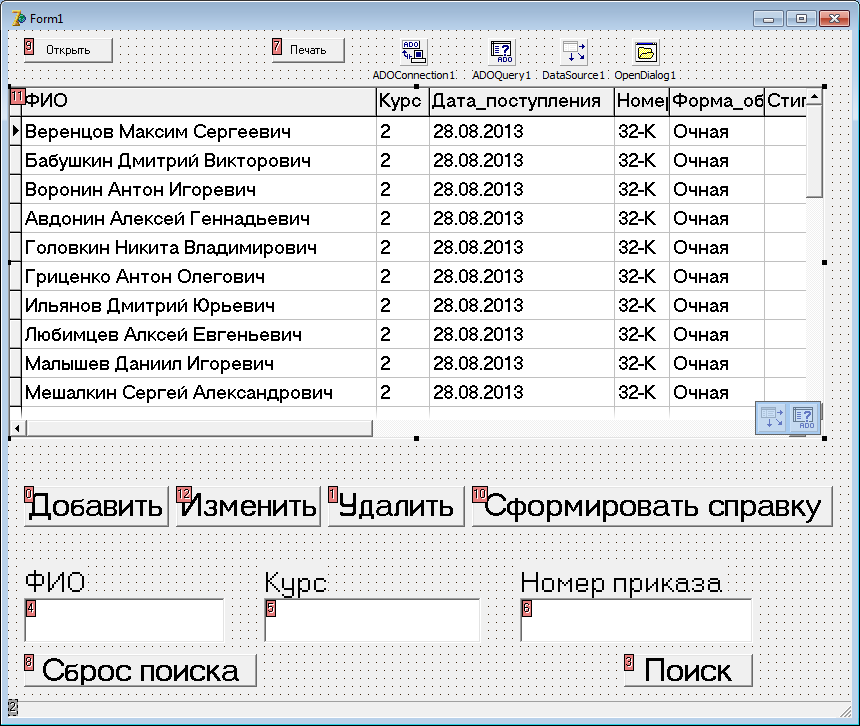 Form1
9 Открыть
7 Печать
ADO
?
ADO
ADOConnection1 ADOQuery1 DataSource1 OpenDialog1
11 ФИО Курс Дата_поступления Номер Форма_об Стип
Веренцов Максим Сергеевич 2 28.08.2013 32-К Очная
Бабушкин Дмитрий Викторович 2 28.08.2013 32-К Очная
Воронин Антон Игоревич 2 28.08.2013 32-К Очная
Авдонин Алексей Геннадьевич 2 28.08.2013 32-К Очная
Головкин Никита Владимирович 2 28.08.2013 32-К Очная
Гриценко Антон Олегович 2 28.08.2013 32-К Очная
Ильянов Дмитрий Юрьевич 2 28.08.2013 32-К Очная
Любимцев Алксей Евгеньевич 2 28.08.2013 32-К Очная
Малышев Даниил Игоревич 2 28.08.2013 32-К Очная
Мешалкин Сергей Александрович 2 28.08.2013 32-К Очная
?
ADO
0 Добавить 12 Изменить 1 Удалить 10 Сформировать справку
ФИО Курс Номер приказа
4 5 6
8 Сброс поиска 3 Поиск
2